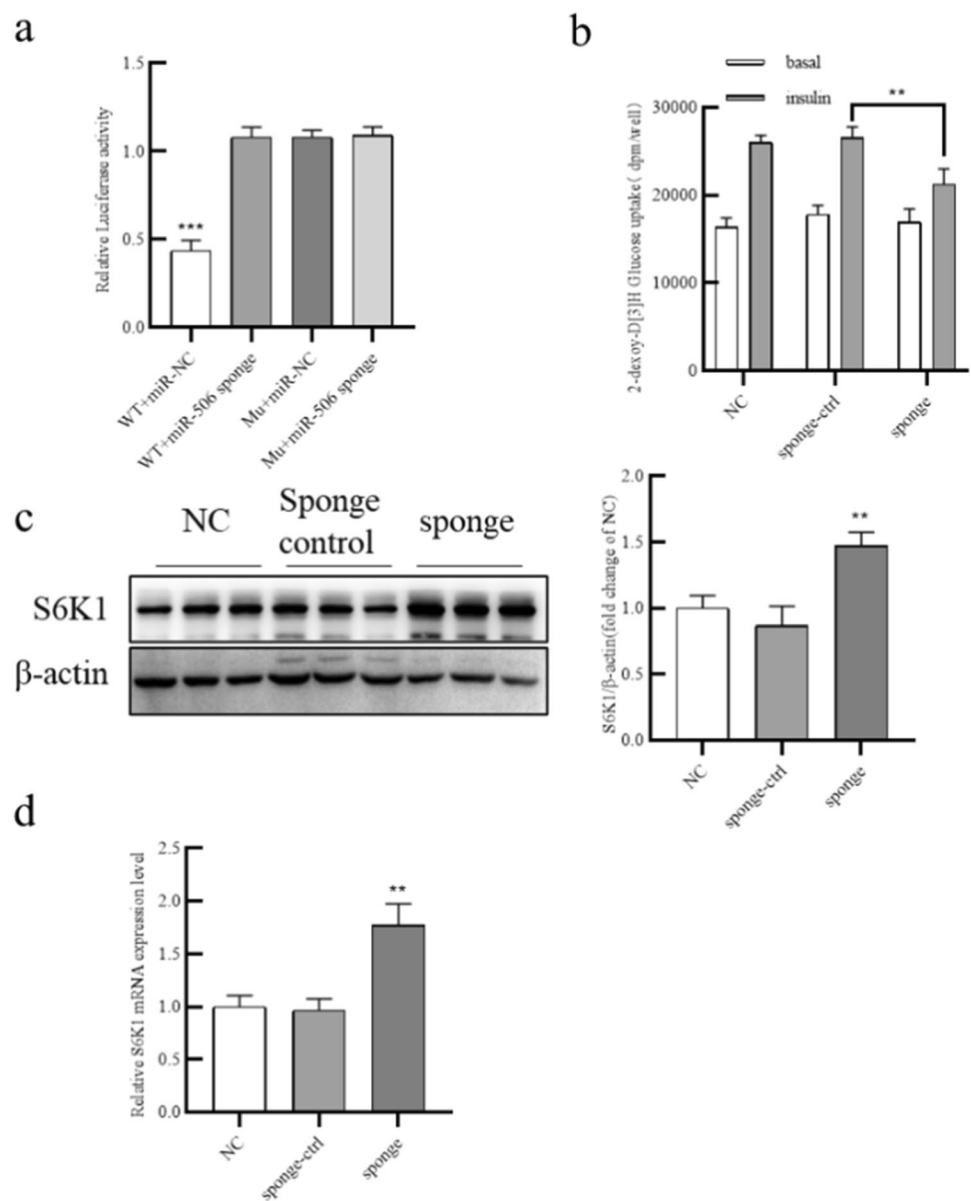 a
1.5
1.0
0.5
0.0
Relative Luciferase activity
***
WT+miR-NC
WT+miR-506 sponge
Mu+miR-NC
Mu+miR-506 sponge
b
basal
insulin
**
30000
20000
10000
0
2-dexoy-D[3]H Glucose uptake( dpm/well)
NC
sponge-ctrl
sponge
c
NC
Sponge
control
sponge
S6K1
β-actin
2.0
1.5
1.0
0.5
0.0
S6K1/β-actin(fold change of NC)
**
NC
sponge-ctrl
sponge
d
2.5
2.0
1.5
1.0
0.5
0.0
Relative S6K1 mRNA expression level
**
NC
sponge-ctrl
sponge